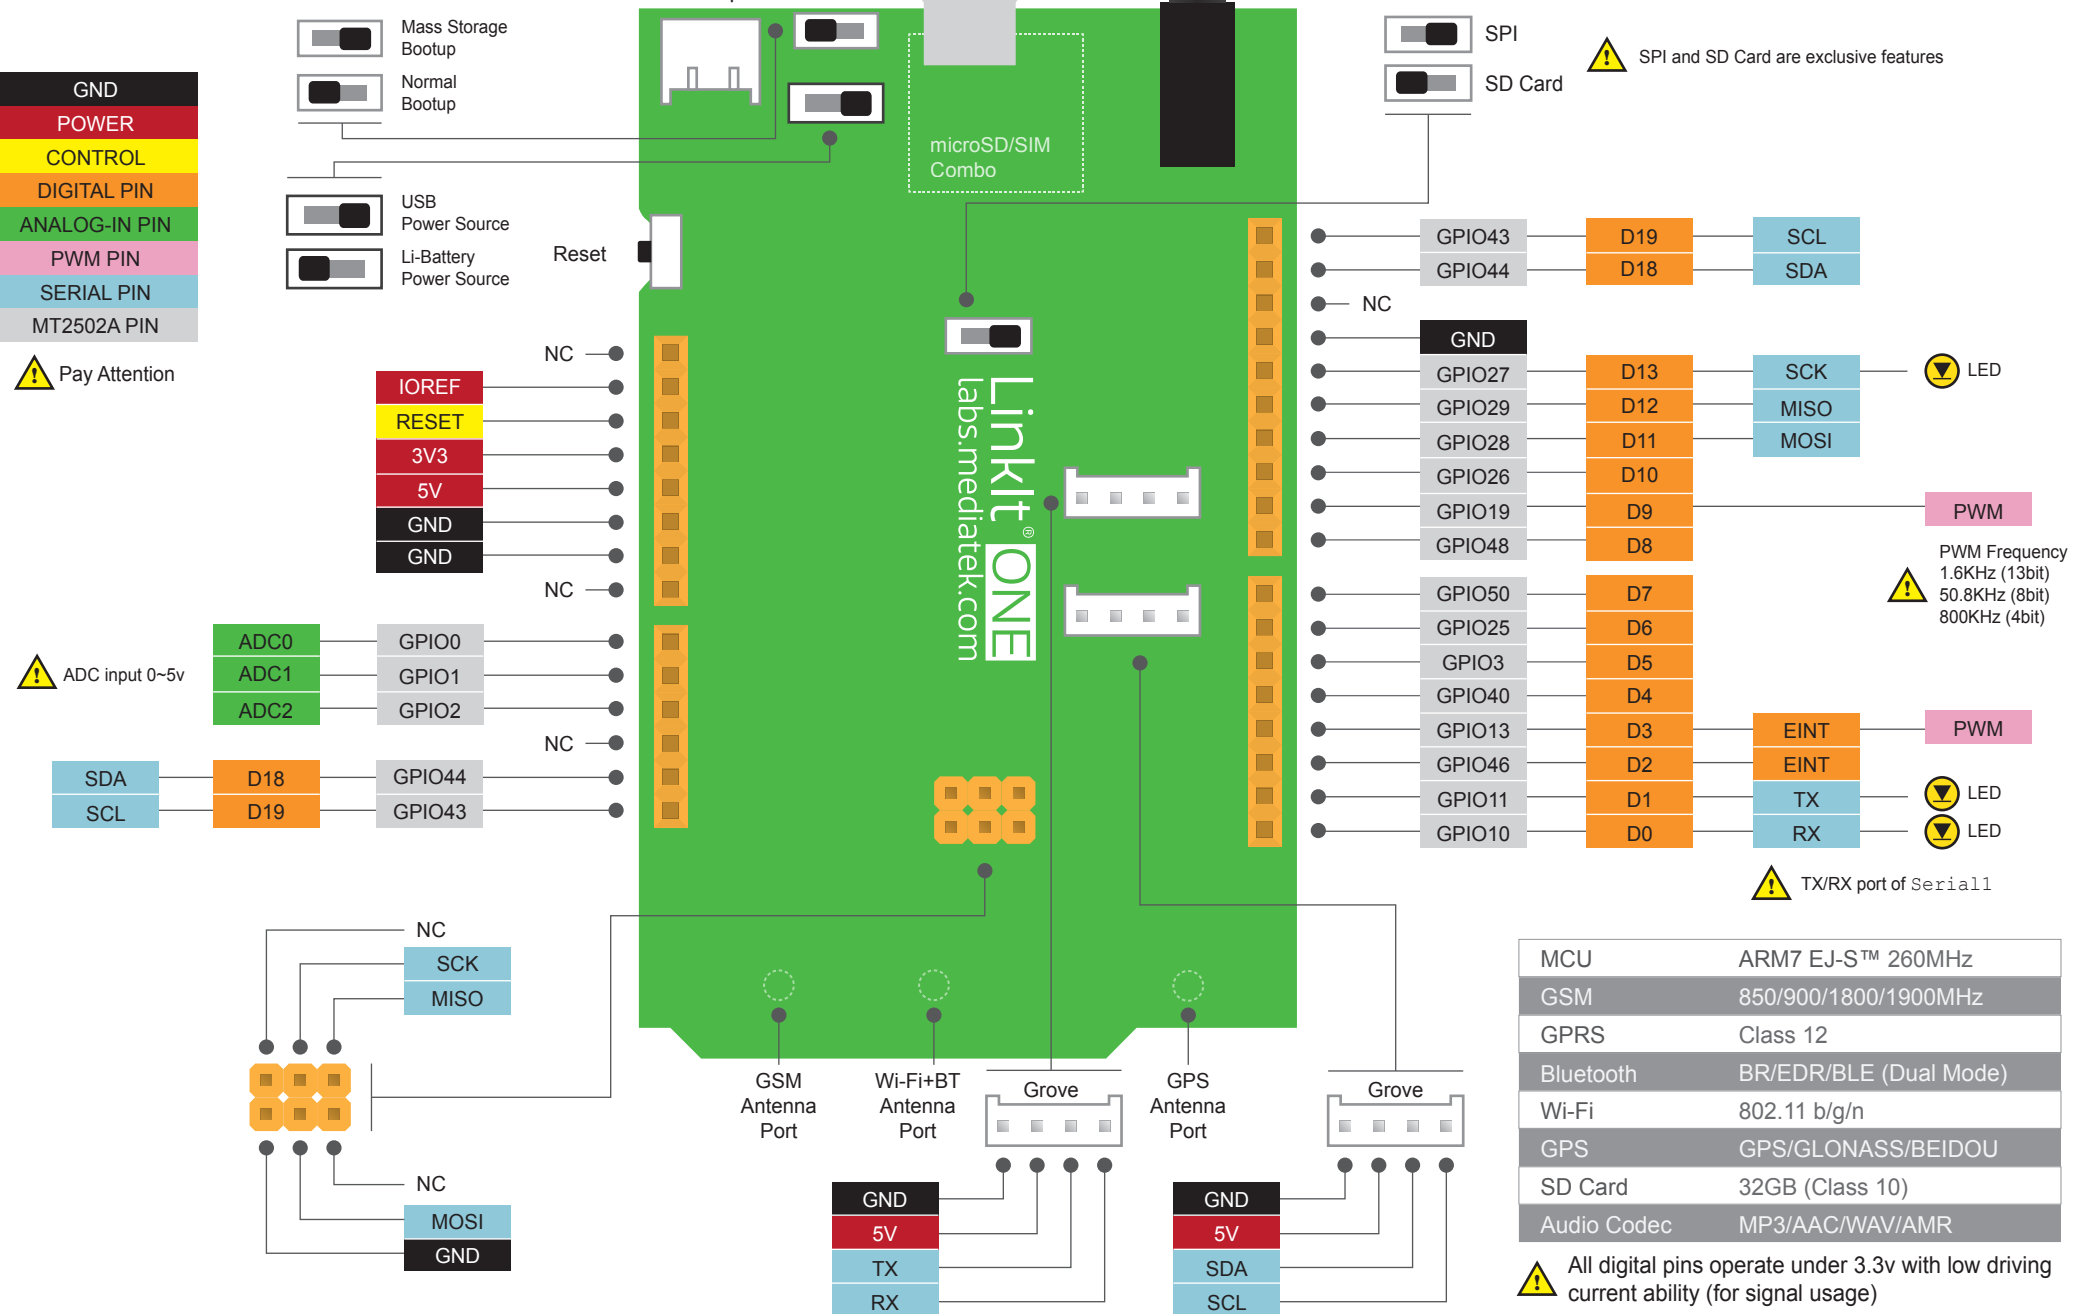 Mass Storage
Bootup
Normal
Bootup
USB
Power Source
Li-Battery
Power Source
GND
POWER
CONTROL
DIGITAL PIN
ANALOG-IN PIN
PWM PIN
SERIAL PIN
MT2502A PIN
Pay Attention
Reset
microSD/SIM
Combo
SPI
SD Card
SPI and SD Card are exclusive features
NC
IOREF
RESET
3V3
5V
GND
GND
NC
ADC input 0~5v
ADC0 GPIO0
ADC1 GPIO1
ADC2 GPIO2
NC
SDA D18 GPIO44
SCL D19 GPIO43
LinkIt® ONE
labs.mediatek.com
GPIO43 D19 SCL
GPIO44 D18 SDA
NC
GND
GPIO27 D13 SCK LED
GPIO29 D12 MISO
GPIO28 D11 MOSI
GPIO26 D10
GPIO19 D9 PWM
GPIO48 D8
PWM Frequency
1.6KHz (13bit)
50.8KHz (8bit)
800KHz (4bit)
GPIO50 D7
GPIO25 D6
GPIO3 D5
GPIO40 D4
GPIO13 D3 EINT PWM
GPIO46 D2 EINT
GPIO11 D1 TX LED
GPIO10 D0 RX LED
TX/RX port of Serial1
NC
SCK
MISO
NC
MOSI
GND
GSM
Antenna
Port
Wi-Fi+BT
Antenna
Port
Grove
GND
5V
TX
RX
GPS
Antenna
Port
Grove
GND
5V
SDA
SCL
MCU ARM7 EJ-S™ 260MHz
GSM 850/900/1800/1900MHz
GPRS Class 12
Bluetooth BR/EDR/BLE (Dual Mode)
Wi-Fi 802.11 b/g/n
GPS GPS/GLONASS/BEIDOU
SD Card 32GB (Class 10)
Audio Codec MP3/AAC/WAV/AMR
All digital pins operate under 3.3v with low driving
current ability (for signal usage)